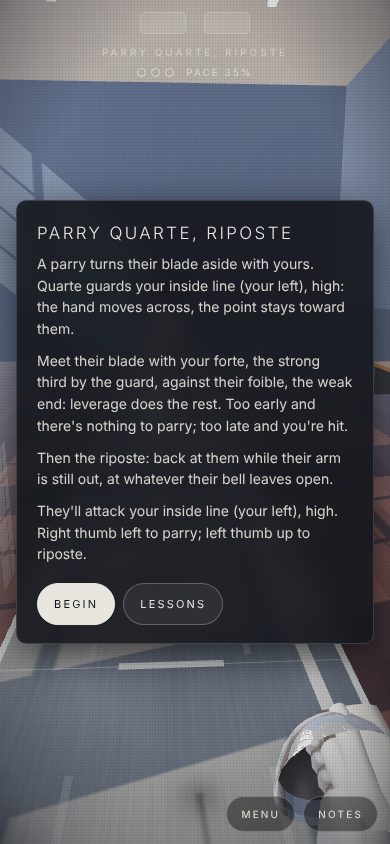 PARRY QUARTE, RIPOSTE
PACE 35%
PARRY QUARTE, RIPOSTE
A parry turns their blade aside with yours.
Quarte guards your inside line (your left), high:
the hand moves across, the point stays toward
them.
Meet their blade with your forte, the strong
third by the guard, against their foible, the weak
end: leverage does the rest. Too early and
there's nothing to parry; too late and you're hit.
Then the riposte: back at them while their arm
is still out, at whatever their bell leaves open.
They'll attack your inside line (your left), high.
Right thumb left to parry; left thumb up to
riposte.
BEGIN LESSONS
MENU NOTES